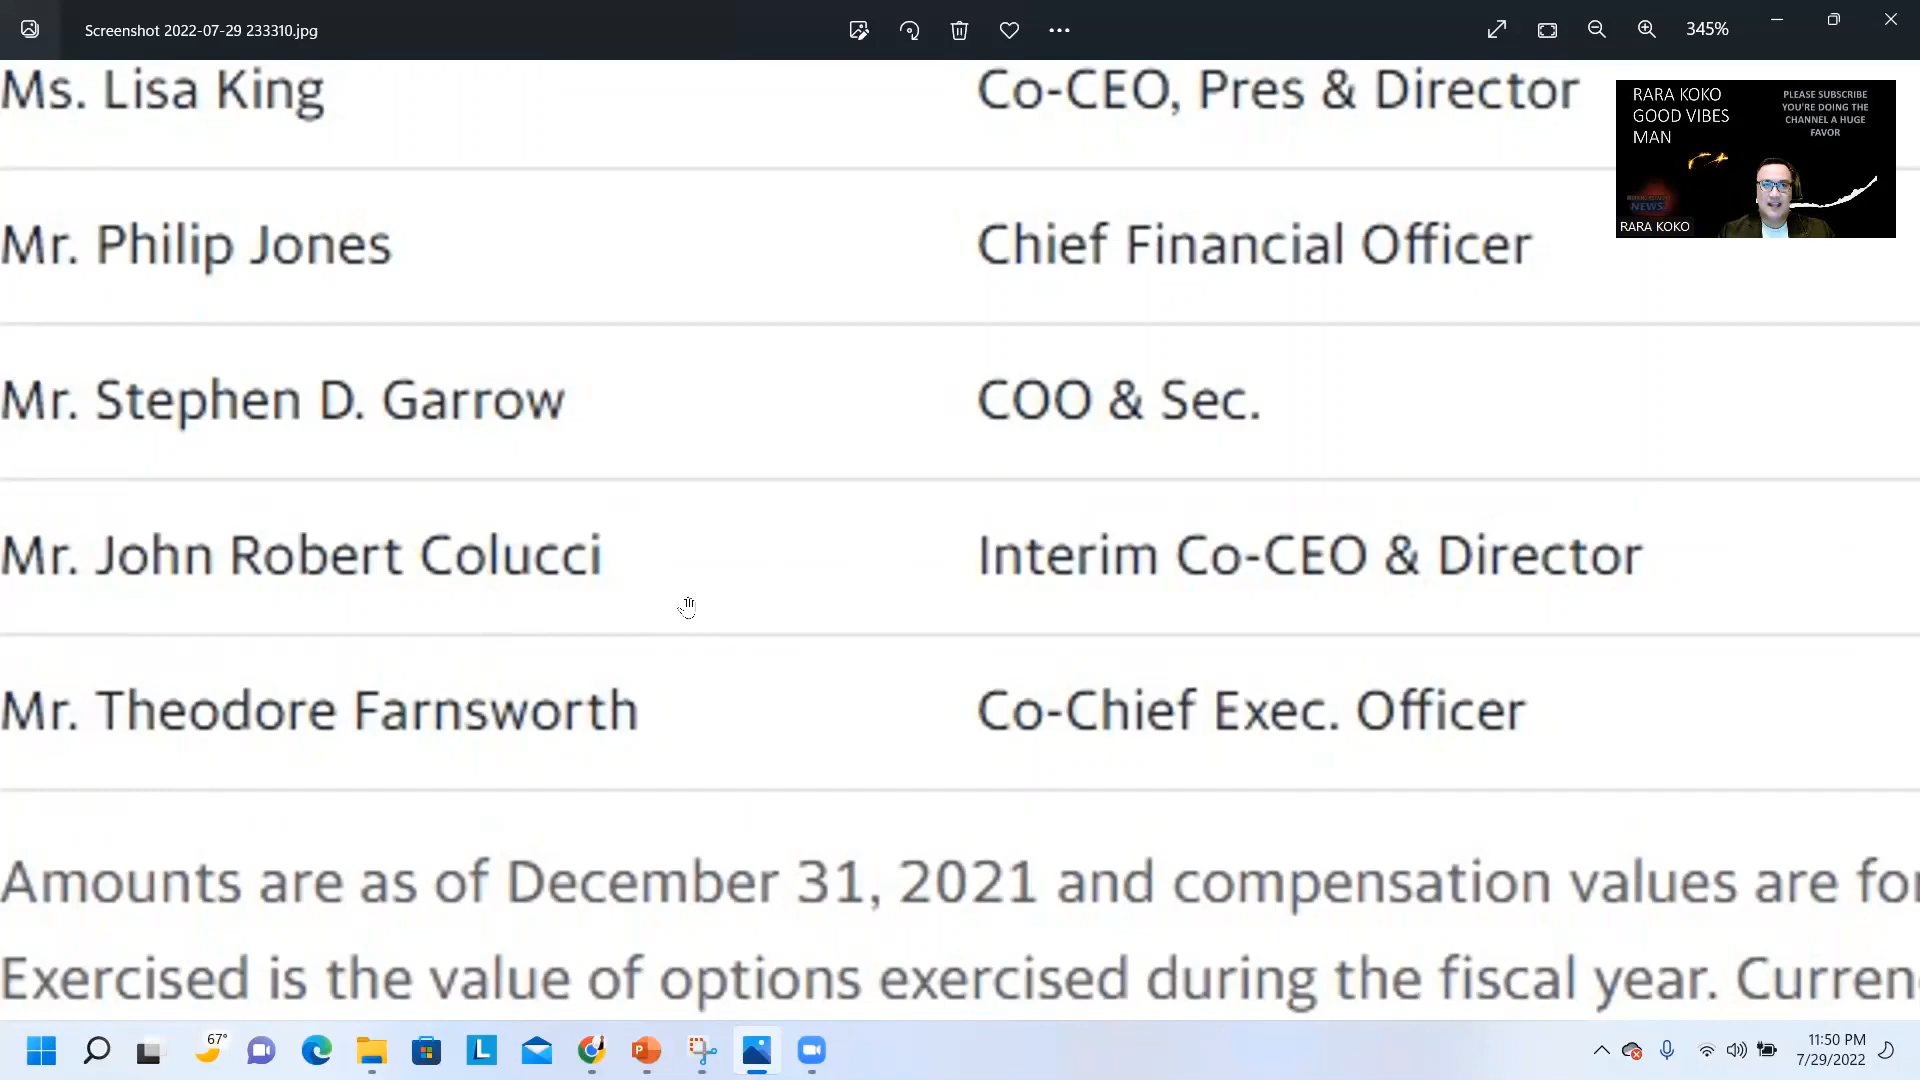 Screenshot 2022-07-29 233310.jpg
345%
Ms. Lisa King Co-CEO, Pres & Director
RARA KOKO
GOOD VIBES
MAN
PLEASE SUBSCRIBE
YOU'RE DOING THE
CHANNEL A HUGE
FAVOR
NEWS
RARA KOKO
Mr. Philip Jones Chief Financial Officer
Mr. Stephen D. Garrow COO & Sec.
Mr. John Robert Colucci Interim Co-CEO & Director
Mr. Theodore Farnsworth Co-Chief Exec. Officer
Amounts are as of December 31, 2021 and compensation values are for
Exercised is the value of options exercised during the fiscal year. Curren
67°
L
P
11:50 PM
7/29/2022